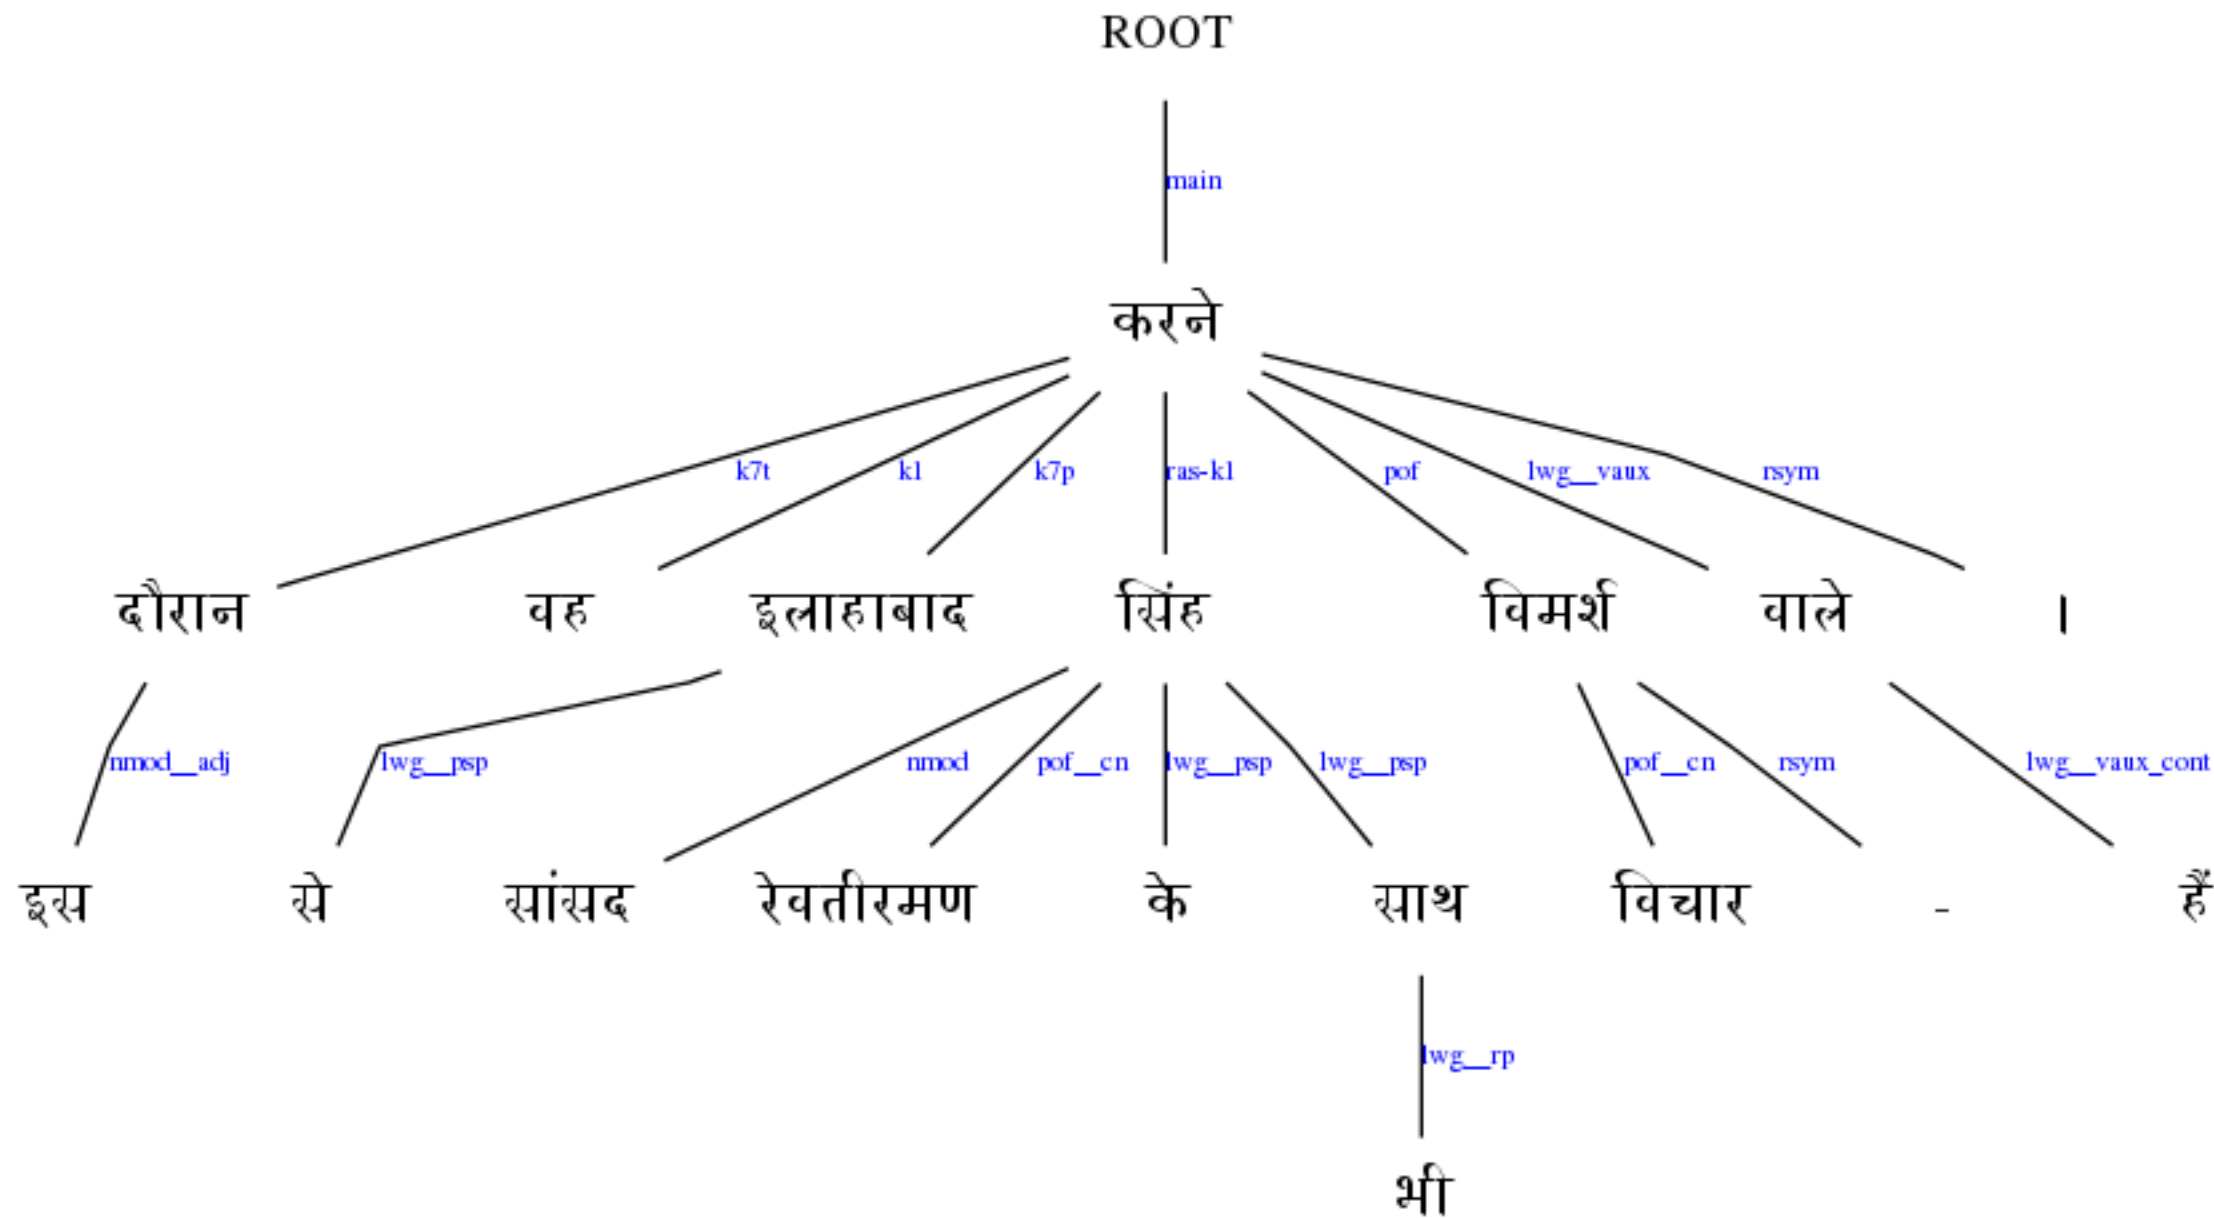 ROOT
main
करने
k7t k1 k7p ras-k1 pof lwg__vaux rsym
दौरान वह इलाहाबाद सिंह विमर्श वाले ।
nmod__adj lwg__psp nmod pof__cn lwg__psp lwg__psp pof__cn rsym lwg__vaux_cont
इस से सांसद रेवतीरमण के साथ विचार - हैं
lwg__rp
भी